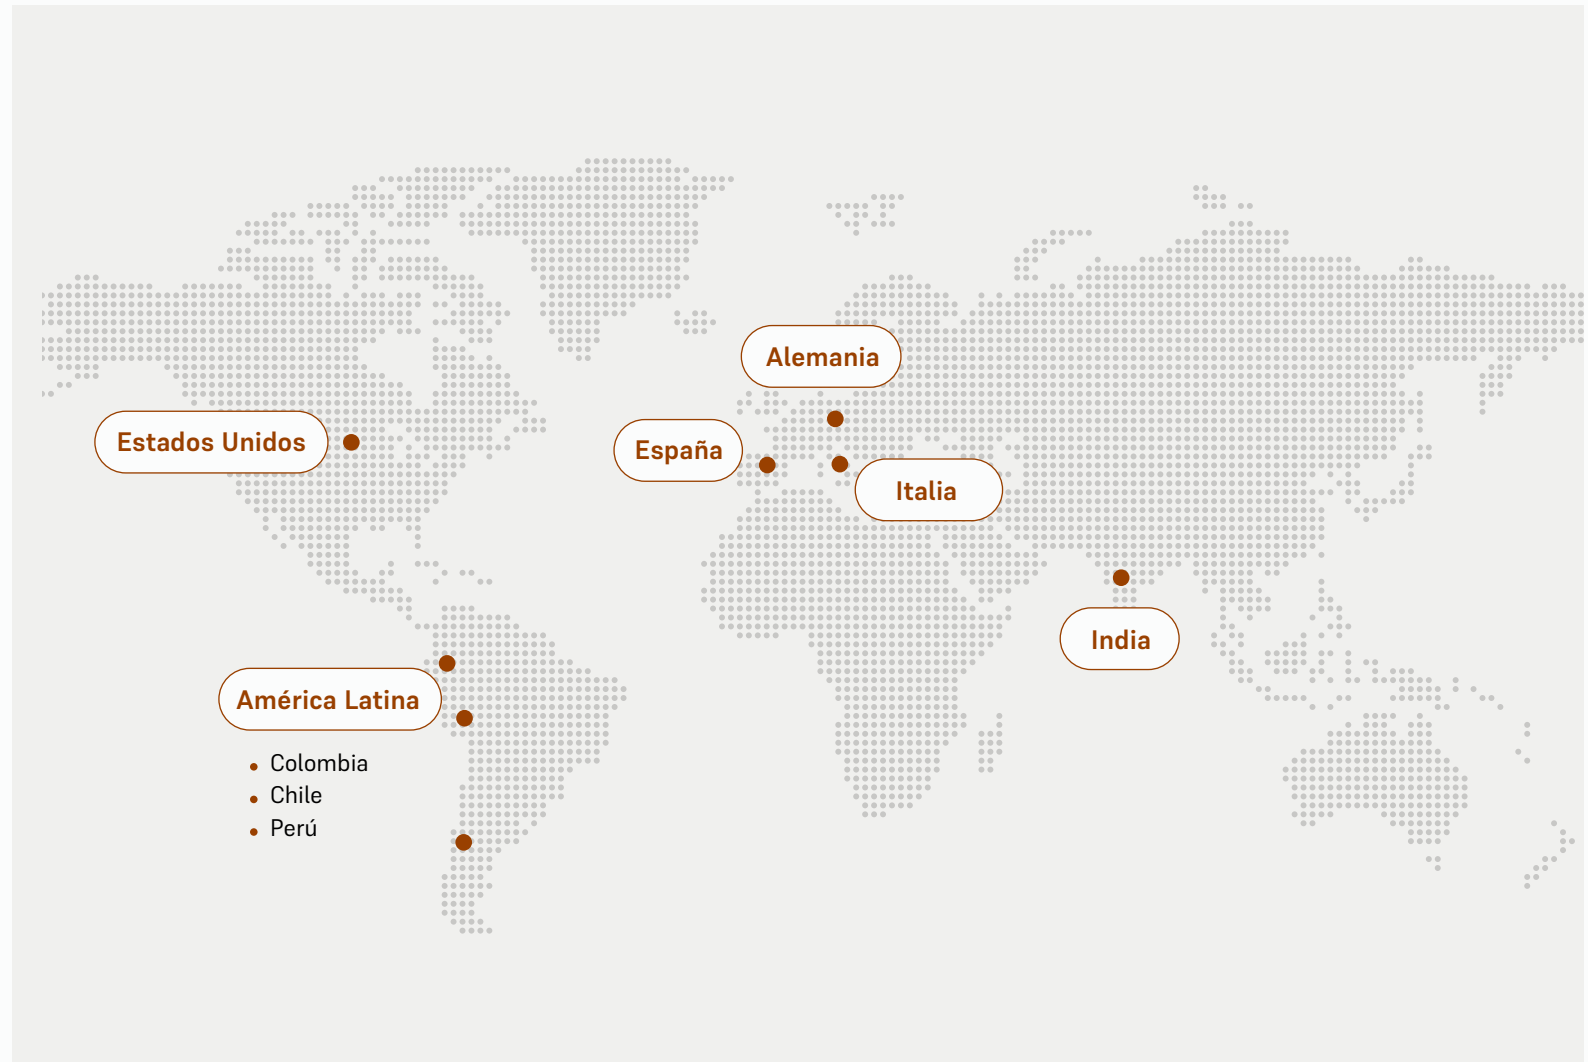 Alemania
Estados Unidos
España
Italia
India
América Latina
Colombia
Chile
Perú